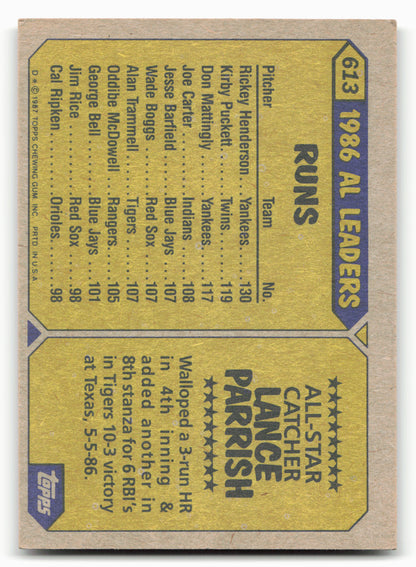 613
1986 AL LEADERS
RUNS
Pitcher Team No.
Rickey Henderson Yankees.... 130
Kirby Puckett..... Twins....... 119
Don Mattingly.... Yankees.... 117
Joe Carter........ Indians..... 108
Jesse Barfield.... Blue Jays... 107
Wade Boggs...... Red Sox..... 107
Alan Trammell... Tigers....... 107
Oddibe McDowell. Rangers..... 105
George Bell...... Blue Jays... 101
Jim Rice........... Red Sox..... 98
Cal Ripken........ Orioles...... 98
D * © 1987 TOPPS CHEWING GUM, INC. PRTD. IN U.S.A.
ALL-STAR
CATCHER
LANCE
PARRISH
Walloped a 3-run HR
in 4th inning &
added another in
8th stanza for 6 RBI's
in Tigers 10-3 victory
at Texas, 5-5-86.
topps